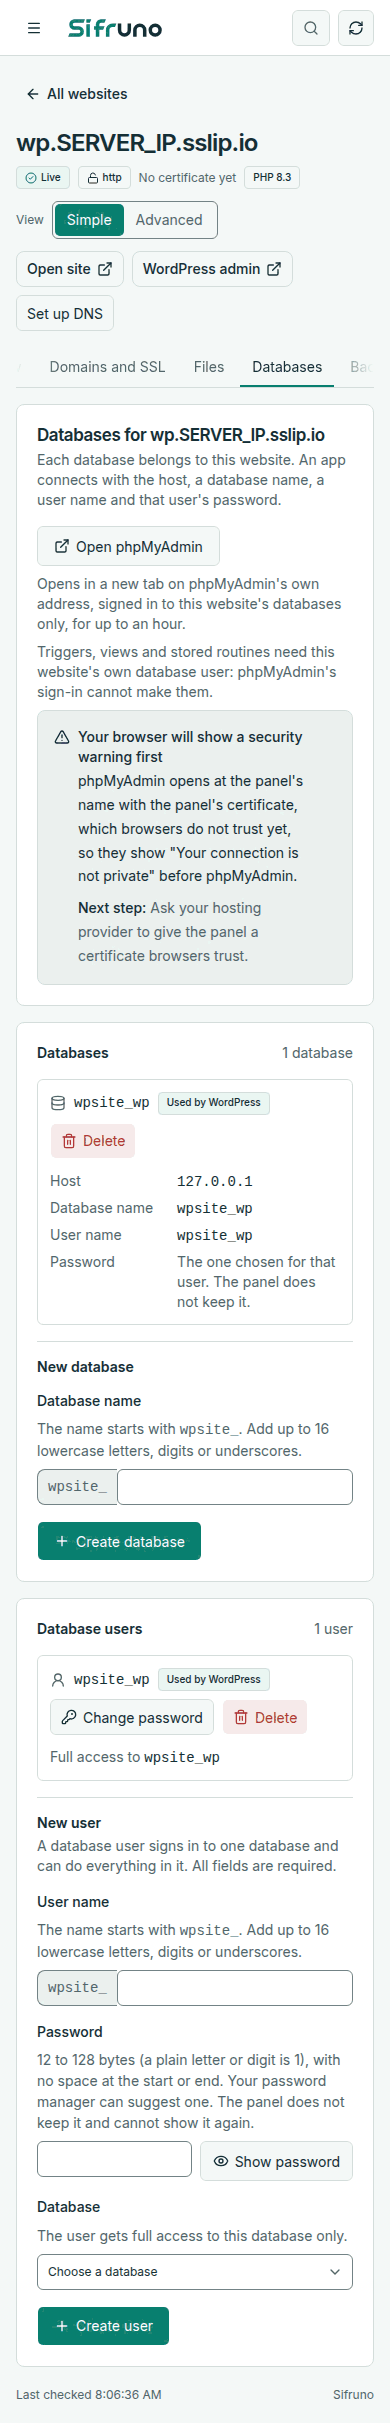 Sifruno
All websites
wp.SERVER_IP.sslip.io
Live http No certificate yet PHP 8.3
View Simple Advanced
Open site WordPress admin
Set up DNS
Domains and SSL Files Databases
Databases for wp.SERVER_IP.sslip.io
Each database belongs to this website. An app
connects with the host, a database name, a
user name and that user's password.
Open phpMyAdmin
Opens in a new tab on phpMyAdmin's own
address, signed in to this website's databases
only, for up to an hour.
Triggers, views and stored routines need this
website's own database user: phpMyAdmin's
sign-in cannot make them.
Your browser will show a security
warning first
phpMyAdmin opens at the panel's
name with the panel's certificate,
which browsers do not trust yet,
so they show "Your connection is
not private" before phpMyAdmin.
Next step: Ask your hosting
provider to give the panel a
certificate browsers trust.
Databases 1 database
wpsite_wp Used by WordPress
Delete
Host 127.0.0.1
Database name wpsite_wp
User name wpsite_wp
Password The one chosen for that
user. The panel does
not keep it.
New database
Database name
The name starts with wpsite_. Add up to 16
lowercase letters, digits or underscores.
wpsite_
Create database
Database users 1 user
wpsite_wp Used by WordPress
Change password Delete
Full access to wpsite_wp
New user
A database user signs in to one database and
can do everything in it. All fields are required.
User name
The name starts with wpsite_. Add up to 16
lowercase letters, digits or underscores.
wpsite_
Password
12 to 128 bytes (a plain letter or digit is 1), with
no space at the start or end. Your password
manager can suggest one. The panel does not
keep it and cannot show it again.
Show password
Database
The user gets full access to this database only.
Choose a database
Create user
Last checked 8:06:36 AM Sifruno